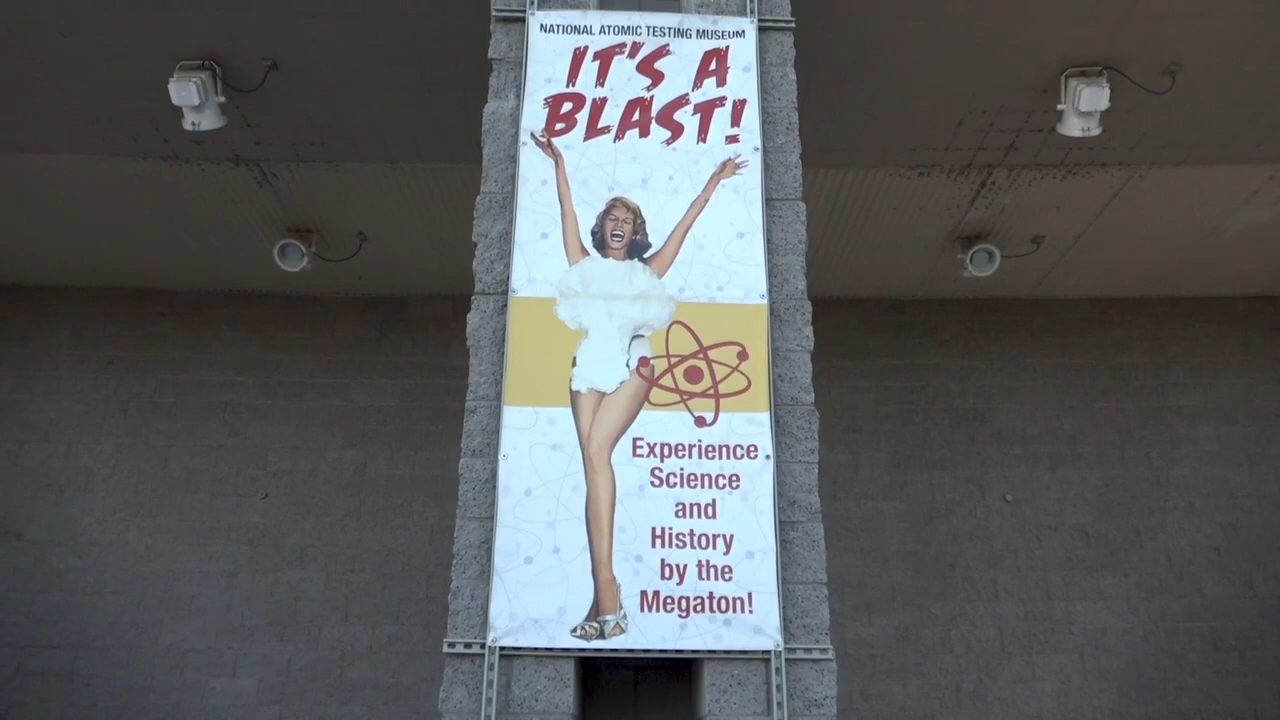 NATIONAL ATOMIC TESTING MUSEUM
IT'S A
BLAST!
Experience
Science
and
History
by the
Megaton!